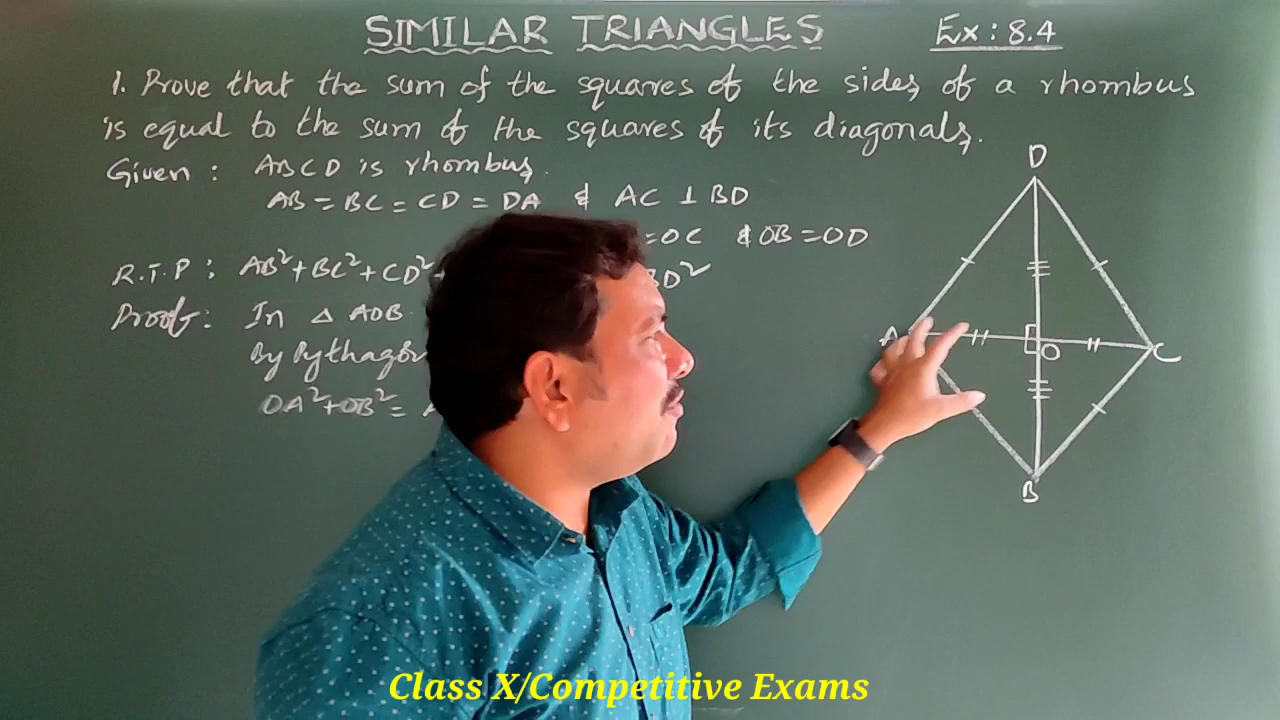 SIMILAR TRIANGLES Ex: 8.4
1. Prove that the sum of the squares of the sides of a rhombus
is equal to the sum of the squares of its diagonals.
Given : ABCD is rhombus.
AB = BC = CD = DA & AC ⊥ BD
=OC & OB = OD
R.T.P : AB²+BC²+CD² BD²
Proof: In △ AOB.
By
OA²+OB² =
D
A
O
C
B
Class X/Competitive Exams